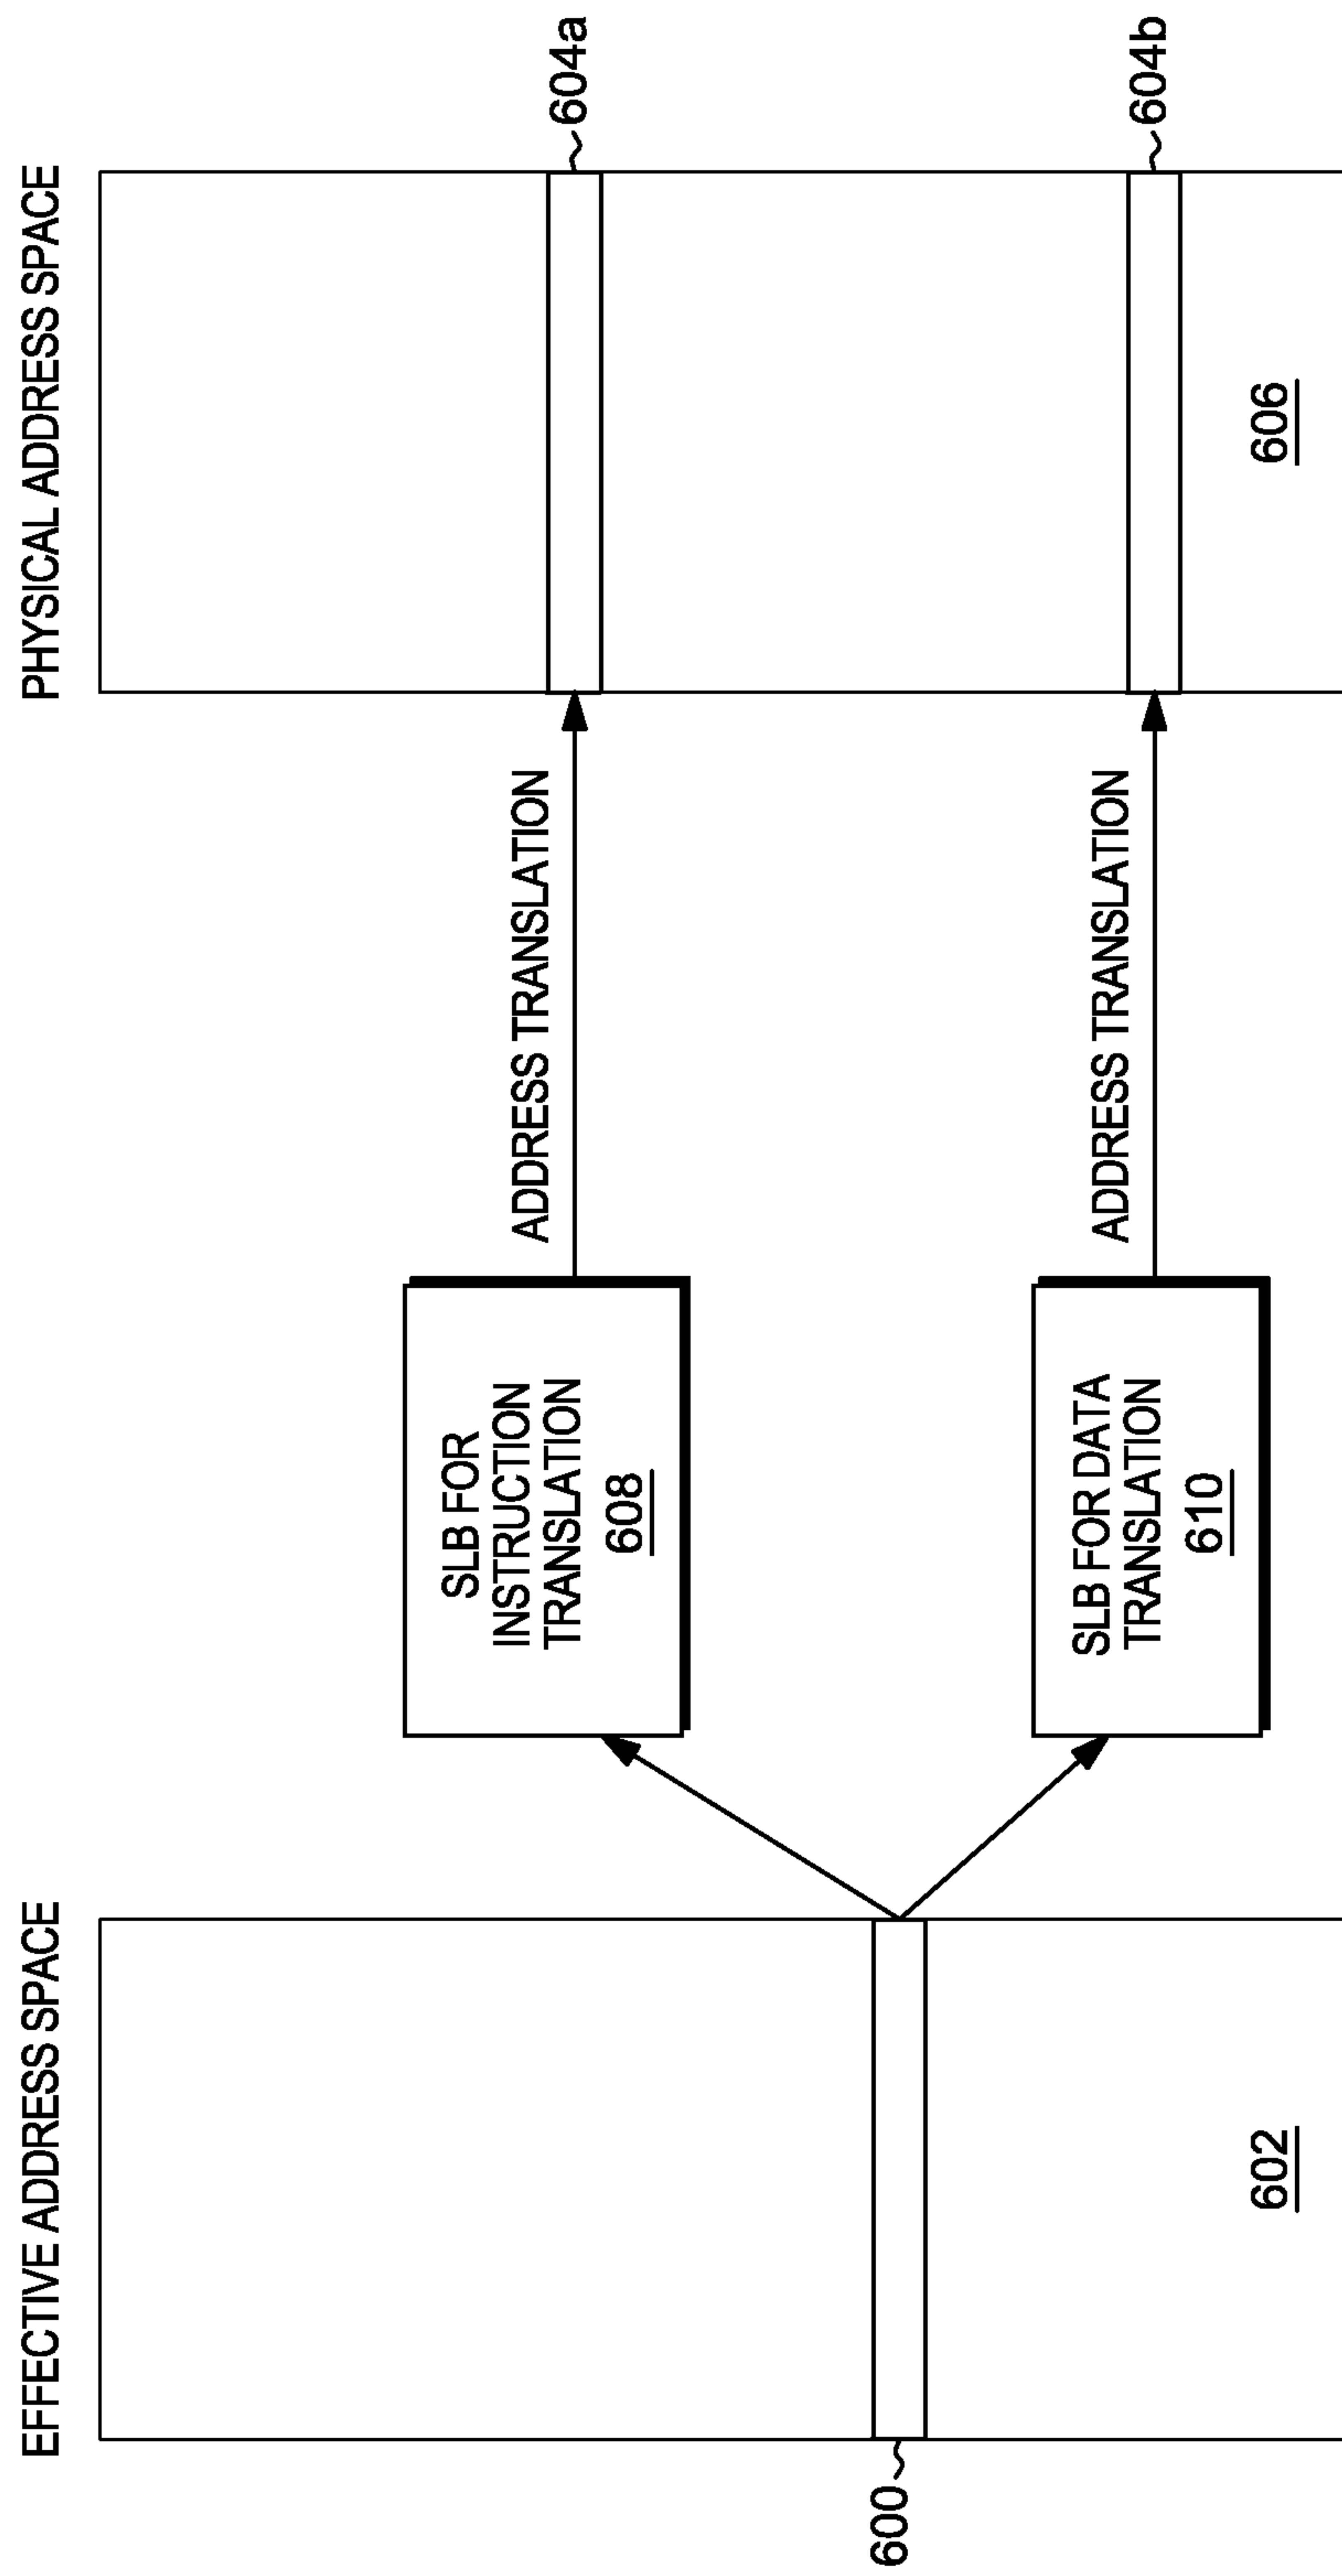 EFFECTIVE ADDRESS SPACE
PHYSICAL ADDRESS SPACE
SLB FOR
INSTRUCTION
TRANSLATION
608
ADDRESS TRANSLATION
604a
600
SLB FOR DATA
TRANSLATION
610
ADDRESS TRANSLATION
604b
602
606